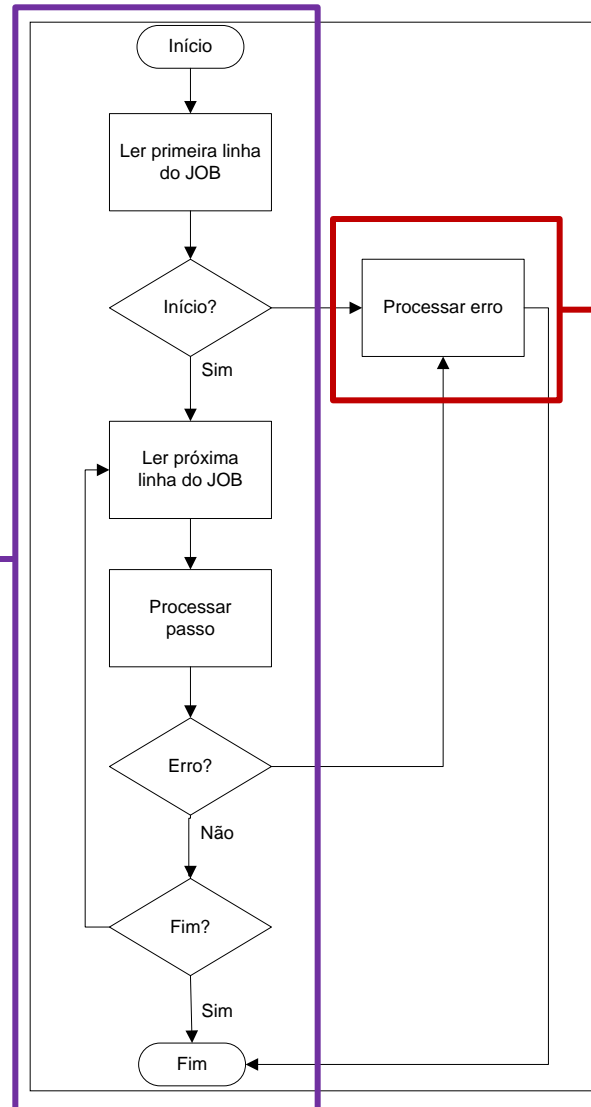 Início
Ler primeira linha
do JOB
Início?
Processar erro
Sim
Ler próxima
linha do JOB
Processar
passo
Erro?
Não
Fim?
Sim
Fim